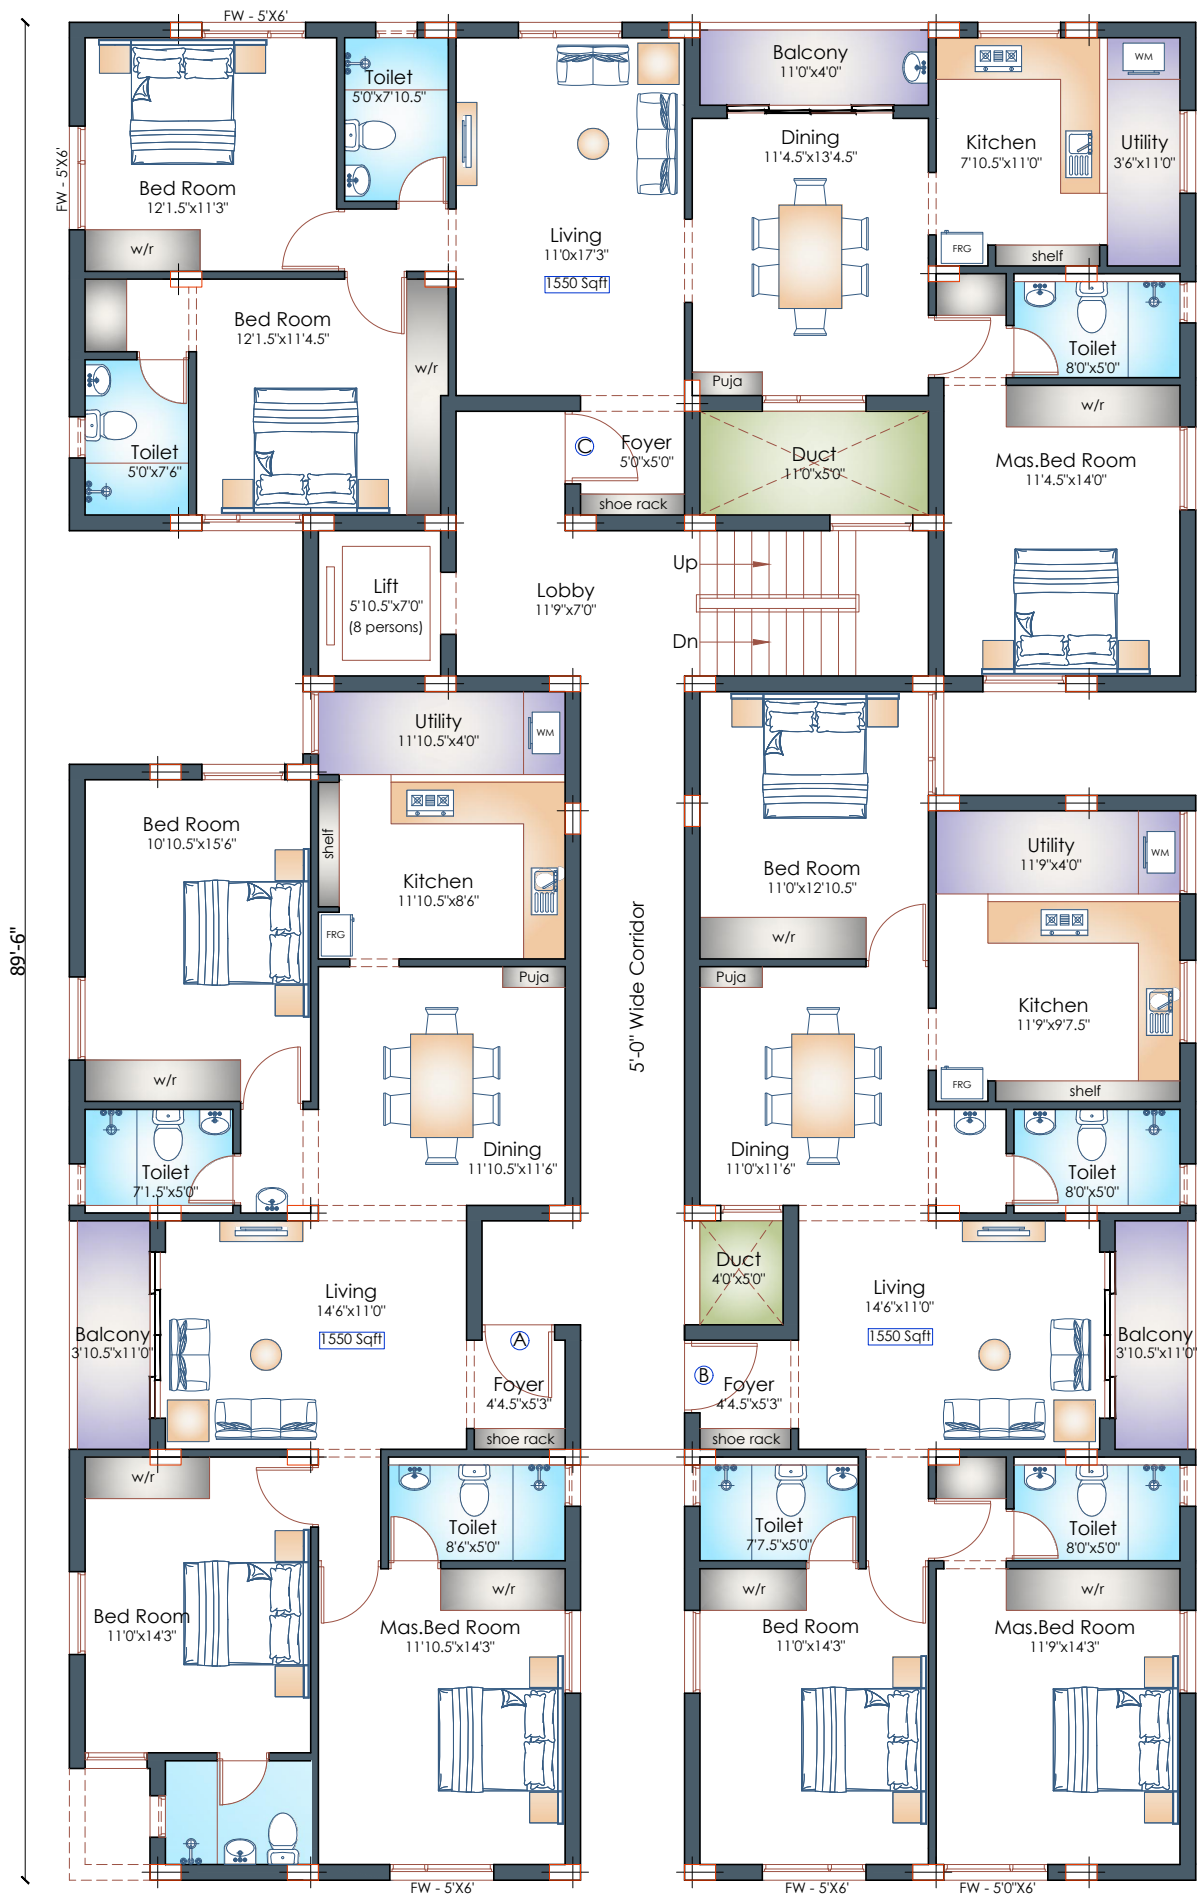 FW - 5'X6'
Toilet
5'0"x7'10.5"
Balcony
11'0"x4'0"
WM
Dining
11'4.5"x13'4.5"
Kitchen
7'10.5"x11'0"
Utility
3'6"x11'0"
FW - 5'X6'
Bed Room
12'1.5"x11'3"
w/r
Living
11'0x17'3"
1550 Sqft
FRG
shelf
Bed Room
12'1.5"x11'4.5"
w/r
Toilet
8'0"x5'0"
Puja
w/r
Toilet
5'0"x7'6"
C
Foyer
5'0"x5'0"
shoe rack
Duct
11'0"x5'0"
Mas.Bed Room
11'4.5"x14'0"
Lift
5'10.5"x7'0"
(8 persons)
Lobby
11'9"x7'0"
Up
Dn
Utility
11'10.5"x4'0"
WM
Bed Room
10'10.5"x15'6"
shelf
Kitchen
11'10.5"x8'6"
FRG
Bed Room
11'0"x12'10.5"
w/r
Utility
11'9"x4'0"
WM
89'-6"
5'-0" Wide Corridor
Puja
Puja
Kitchen
11'9"x9'7.5"
FRG
shelf
w/r
Dining
11'10.5"x11'6"
Dining
11'0"x11'6"
Toilet
7'1.5"x5'0"
Toilet
8'0"x5'0"
Duct
4'0"x5'0"
Living
14'6"x11'0"
1550 Sqft
Living
14'6"x11'0"
1550 Sqft
Balcony
3'10.5"x11'0"
A
Foyer
4'4.5"x5'3"
shoe rack
B
Foyer
4'4.5"x5'3"
shoe rack
Balcony
3'10.5"x11'0"
w/r
Toilet
8'6"x5'0"
Toilet
7'7.5"x5'0"
Toilet
8'0"x5'0"
w/r
w/r
w/r
Bed Room
11'0"x14'3"
Mas.Bed Room
11'10.5"x14'3"
Bed Room
11'0"x14'3"
Mas.Bed Room
11'9"x14'3"
FW - 5'X6'
FW - 5'X6'
FW - 5'0"X6'